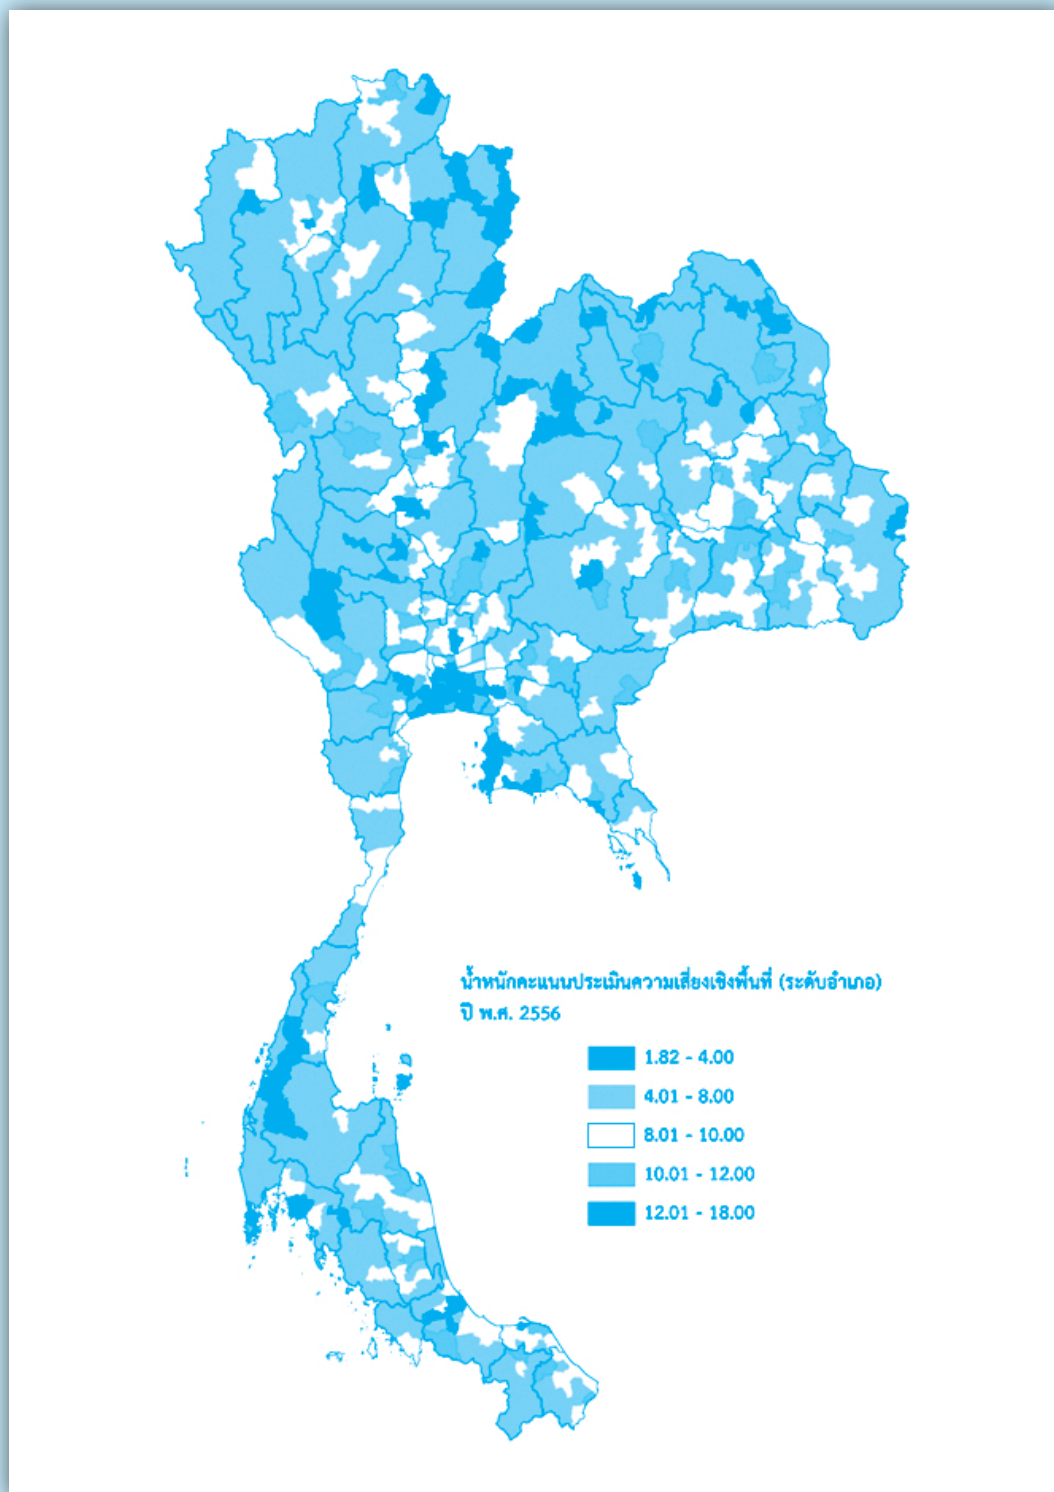 น้ำหนักคะแนนประเมินความเสี่ยงเชิงพื้นที่ (ระดับอำเภอ)
ปี พ.ศ. 2556
1.82 - 4.00
4.01 - 8.00
8.01 - 10.00
10.01 - 12.00
12.01 - 18.00